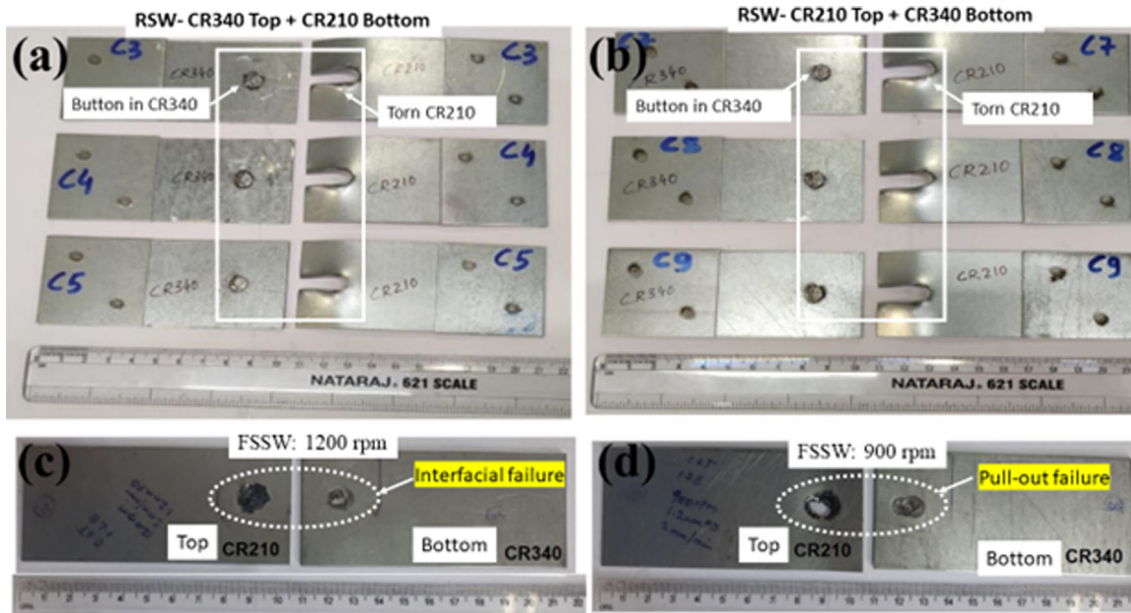 RSW- CR340 Top + CR210 Bottom
(a)
C3
CR340
CR210
C3
Button in CR340
Torn CR210
C4
CR340
CR210
C4
C5
CR340
CR210
C5
NATARAJ. 621 SCALE
RSW- CR210 Top + CR340 Bottom
(b)
C7
CR340
CR210
C7
Button in CR340
Torn CR210
C8
CR340
CR210
C8
C9
CR340
CR210
C9
NATARAJ. 621 SCALE
(c)
FSSW: 1200 rpm
Interfacial failure
Top
CR210
Bottom
CR340
(d)
FSSW: 900 rpm
Pull-out failure
Top
CR210
Bottom
CR340